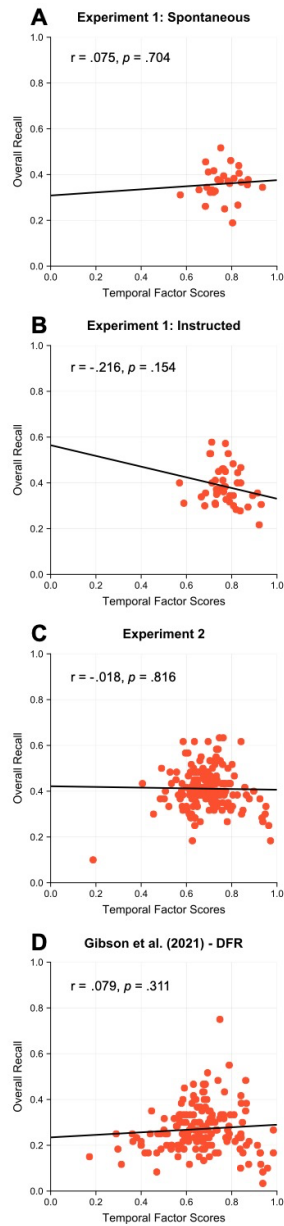 A Experiment 1: Spontaneous
r = .075, p = .704
Overall Recall
1.0
0.8
0.6
0.4
0.2
0.0
0.0 0.2 0.4 0.6 0.8 1.0
Temporal Factor Scores
B Experiment 1: Instructed
r = -.216, p = .154
Overall Recall
1.0
0.8
0.6
0.4
0.2
0.0
0.0 0.2 0.4 0.6 0.8 1.0
Temporal Factor Scores
C Experiment 2
r = -.018, p = .816
Overall Recall
1.0
0.8
0.6
0.4
0.2
0.0
0.0 0.2 0.4 0.6 0.8 1.0
Temporal Factor Scores
D Gibson et al. (2021) - DFR
r = .079, p = .311
Overall Recall
1.0
0.8
0.6
0.4
0.2
0.0
0.0 0.2 0.4 0.6 0.8 1.0
Temporal Factor Scores